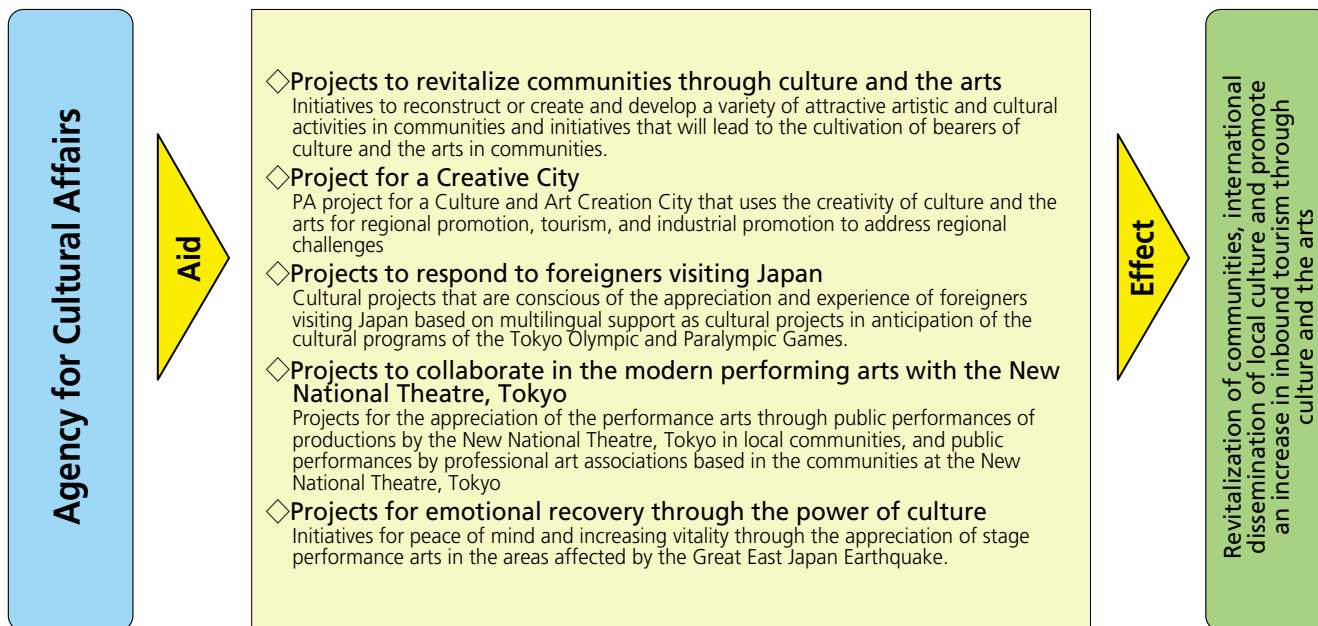 Agency for Cultural Affairs
Aid
◇Projects to revitalize communities through culture and the arts
Initiatives to reconstruct or create and develop a variety of attractive artistic and cultural
activities in communities and initiatives that will lead to the cultivation of bearers of
culture and the arts in communities.
◇Project for a Creative City
PA project for a Culture and Art Creation City that uses the creativity of culture and the
arts for regional promotion, tourism, and industrial promotion to address regional
challenges
◇Projects to respond to foreigners visiting Japan
Cultural projects that are conscious of the appreciation and experience of foreigners
visiting Japan based on multilingual support as cultural projects in anticipation of the
cultural programs of the Tokyo Olympic and Paralympic Games.
◇Projects to collaborate in the modern performing arts with the New
National Theatre, Tokyo
Projects for the appreciation of the performance arts through public performances of
productions by the New National Theatre, Tokyo in local communities, and public
performances by professional art associations based in the communities at the New
National Theatre, Tokyo
◇Projects for emotional recovery through the power of culture
Initiatives for peace of mind and increasing vitality through the appreciation of stage
performance arts in the areas affected by the Great East Japan Earthquake.
Effect
Revitalization of communities, international
dissemination of local culture and promote
an increase in inbound tourism through
culture and the arts